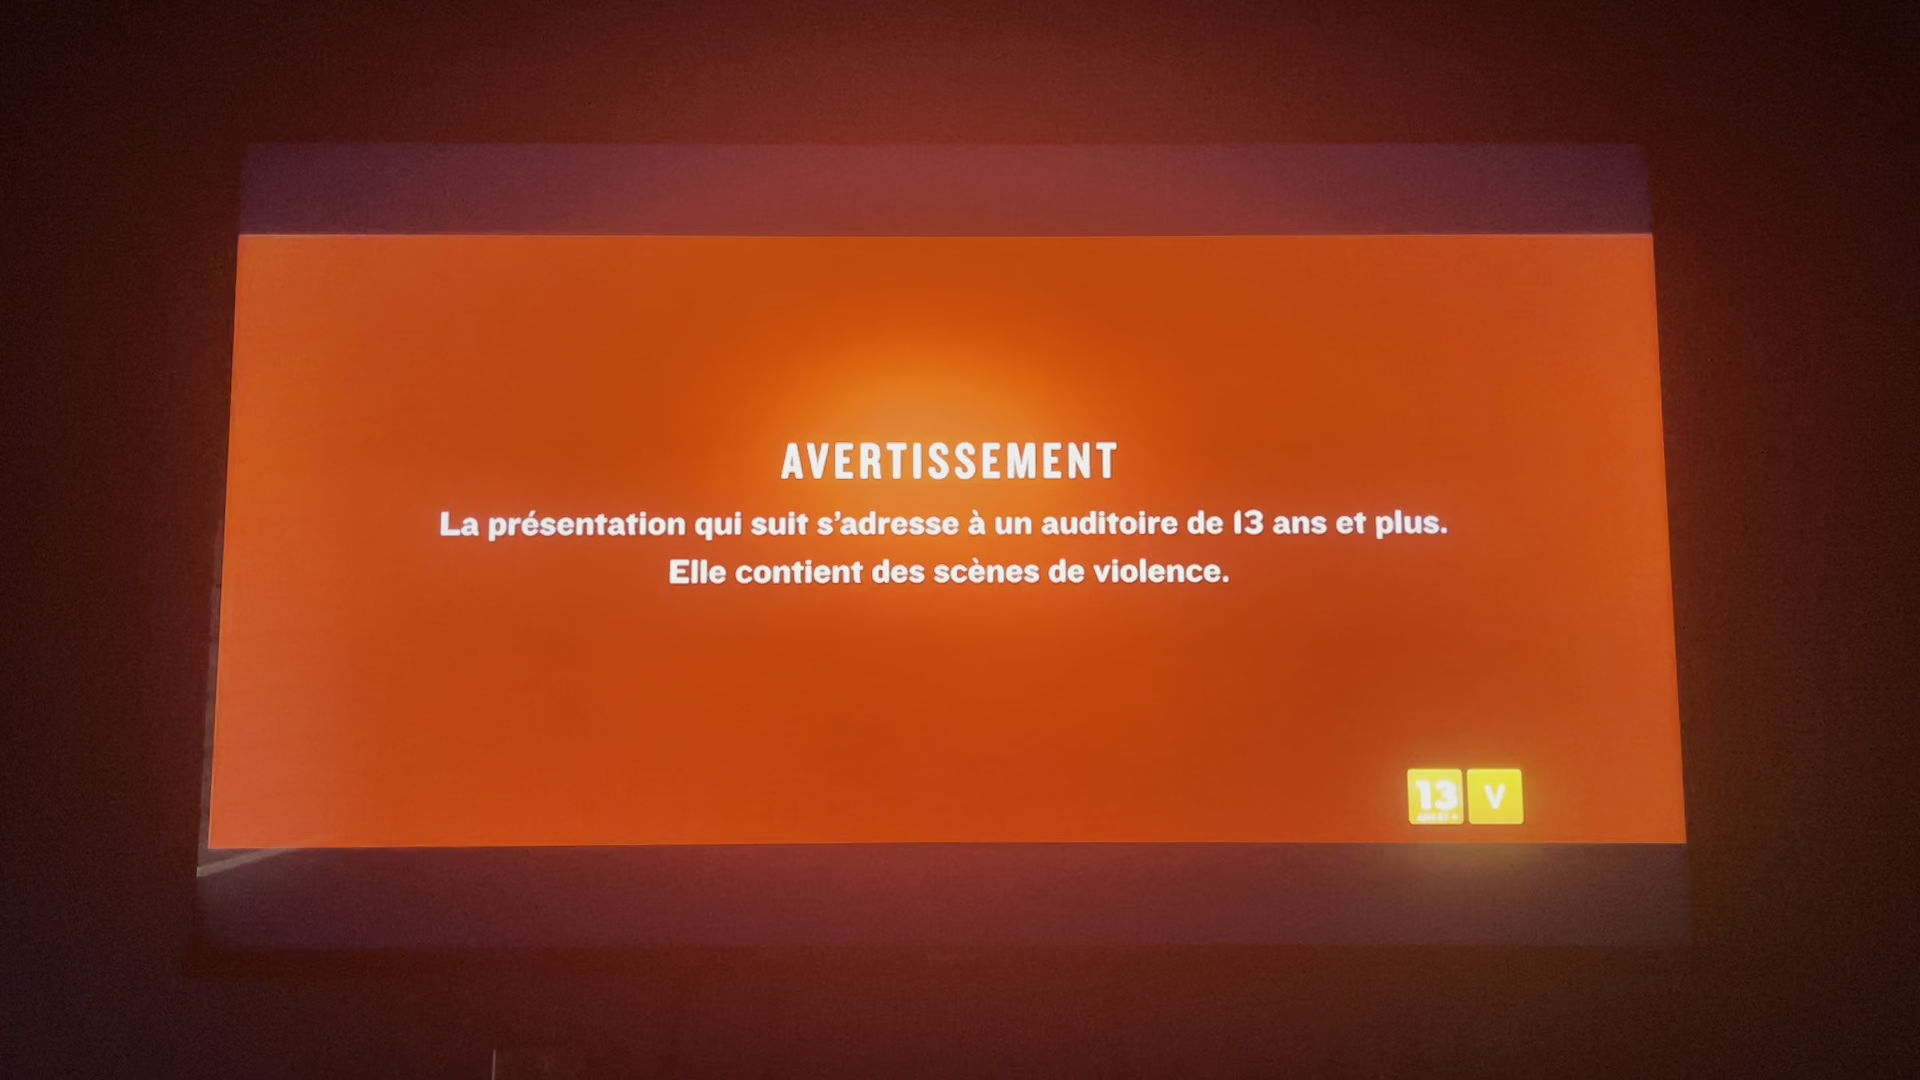 AVERTISSEMENT
La présentation qui suit s'adresse à un auditoire de 13 ans et plus.
Elle contient des scènes de violence.
13 V